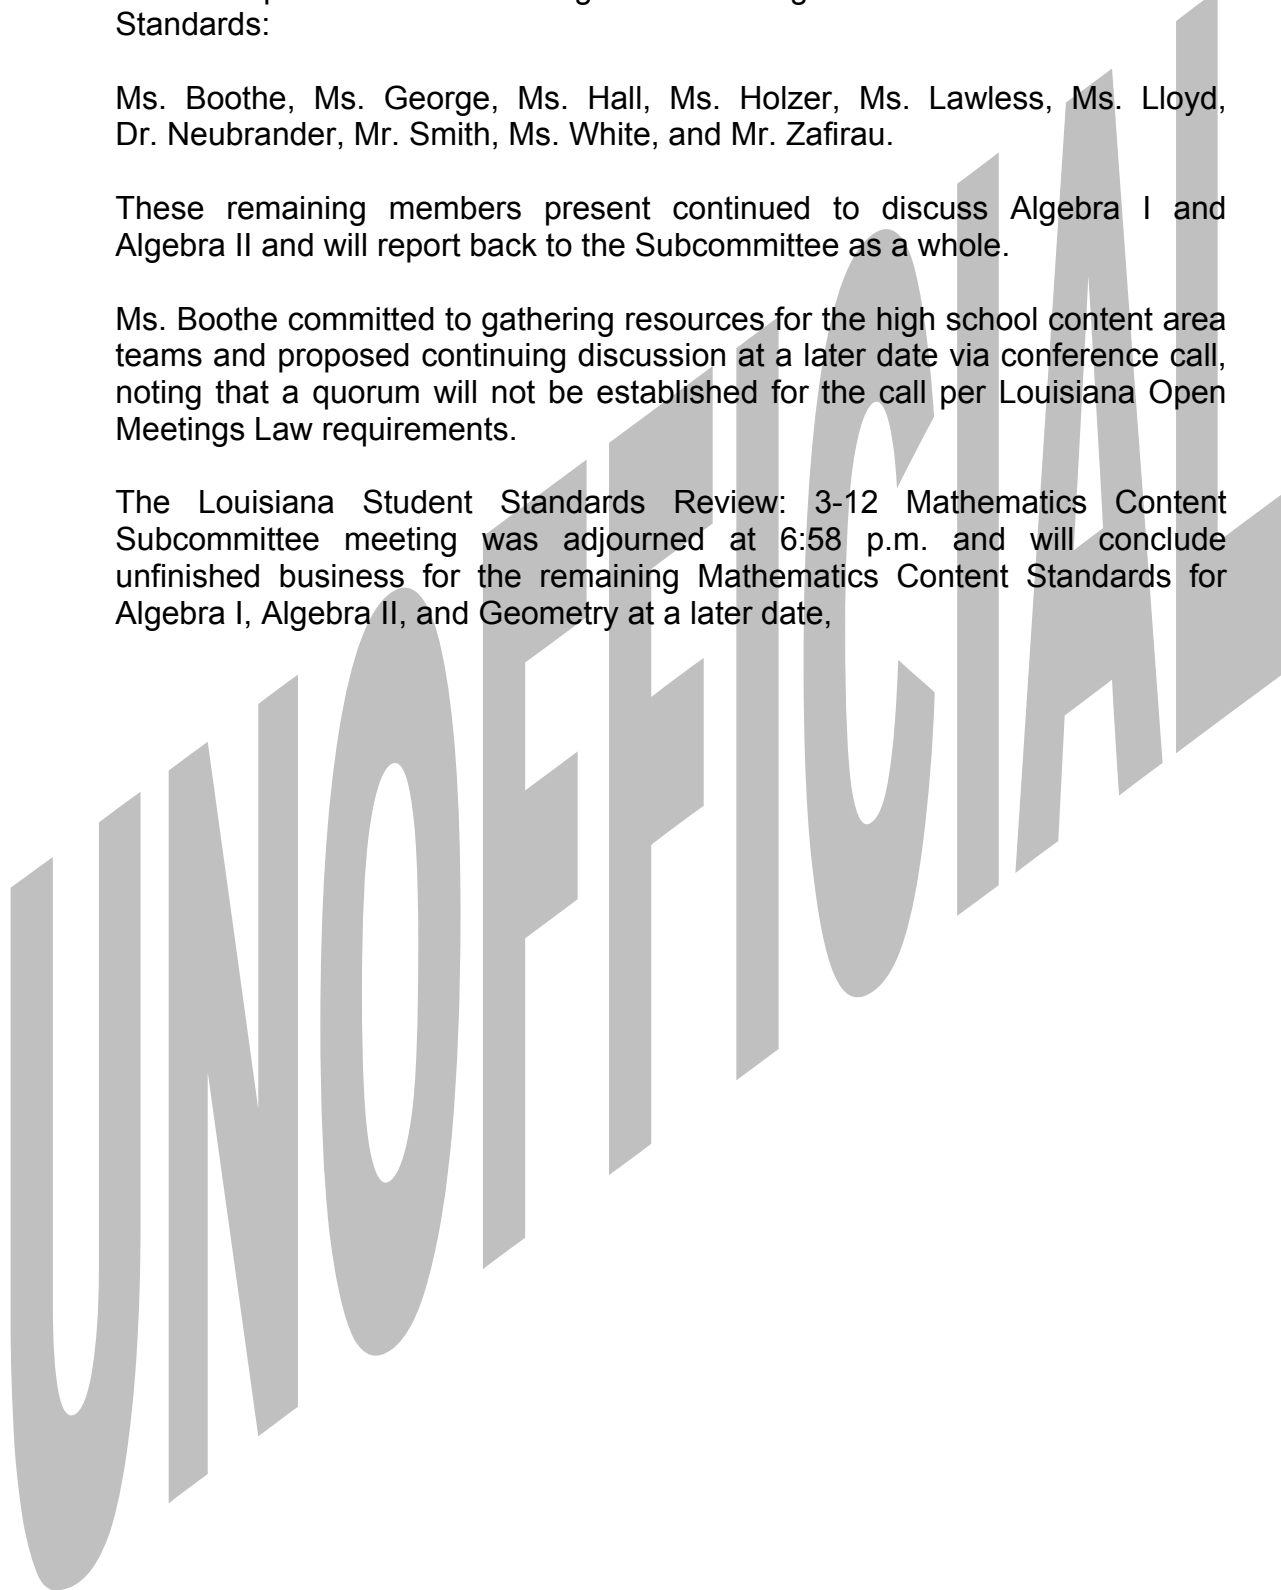 Standards:
Ms. Boothe, Ms. George, Ms. Hall, Ms. Holzer, Ms. Lawless, Ms. Lloyd,
Dr. Neubrander, Mr. Smith, Ms. White, and Mr. Zafirau.
These remaining members present continued to discuss Algebra I and
Algebra II and will report back to the Subcommittee as a whole.
Ms. Boothe committed to gathering resources for the high school content area
teams and proposed continuing discussion at a later date via conference call,
noting that a quorum will not be established for the call per Louisiana Open
Meetings Law requirements.
The Louisiana Student Standards Review: 3-12 Mathematics Content
Subcommittee meeting was adjourned at 6:58 p.m. and will conclude
unfinished business for the remaining Mathematics Content Standards for
Algebra I, Algebra II, and Geometry at a later date,
UNOFFICIAL